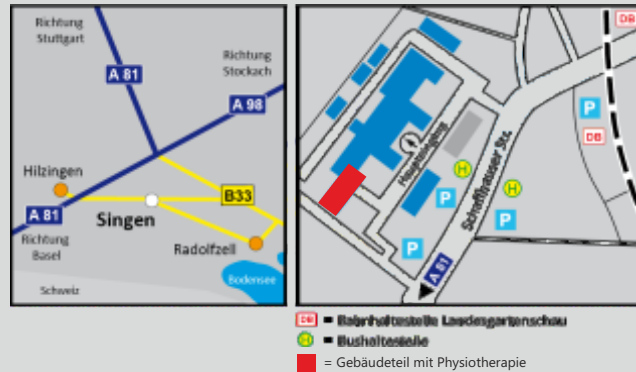 Richtung
Stuttgart
A 81
Richtung
Stockach
A 98
Hilzingen
B33
A 81
Singen
Richtung
Basel
Radolfzell
Bodensee
Schweiz
DB
P
DB
Haupteingang
H
Schaffhauser Str.
H
P
P
P
A 81
DB = Bahnhaltestelle Landesgartenschau
H = Bushaltestelle
= Gebäudeteil mit Physiotherapie